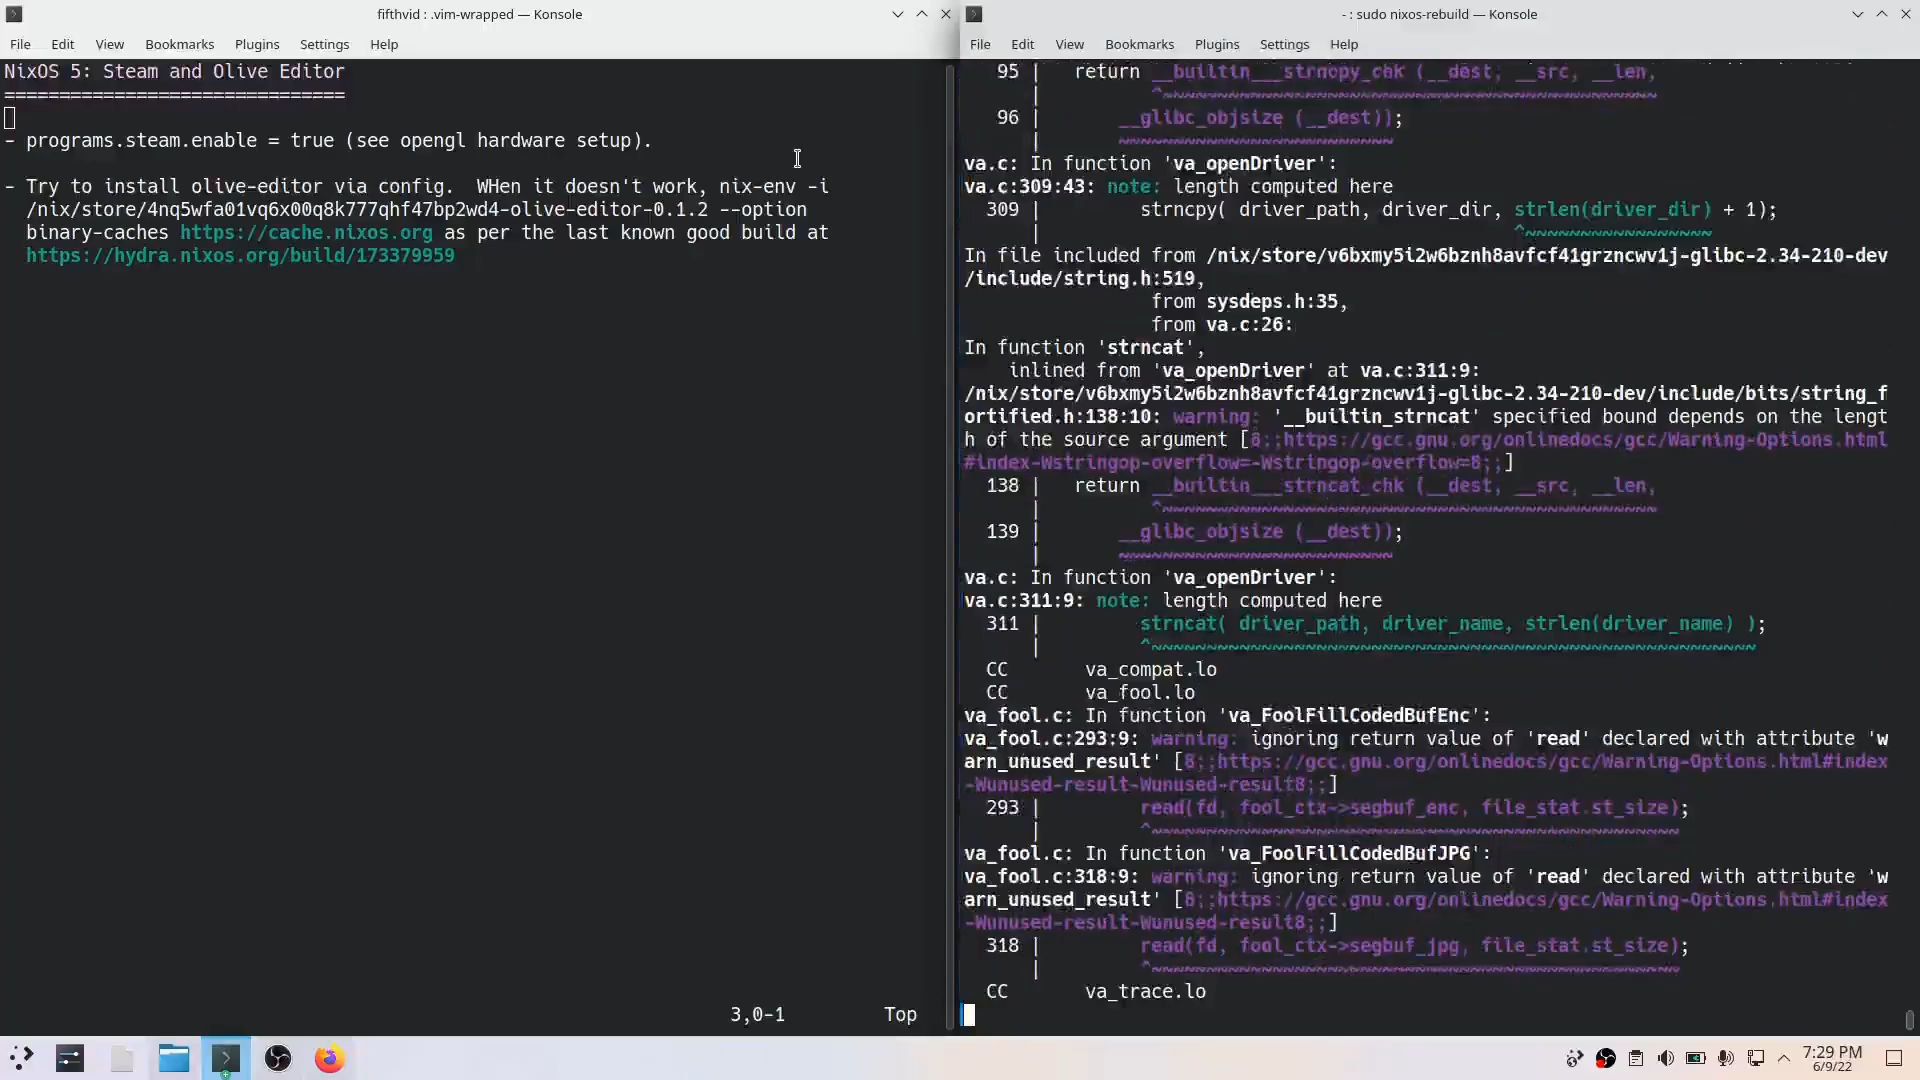 fifthvid : .vim-wrapped — Konsole
File Edit View Bookmarks Plugins Settings Help
NixOS 5: Steam and Olive Editor
===============================
- programs.steam.enable = true (see opengl hardware setup).
- Try to install olive-editor via config.  WHen it doesn't work, nix-env -i
/nix/store/4nq5wfa01vq6x00q8k777qhf47bp2wd4-olive-editor-0.1.2 --option
binary-caches https://cache.nixos.org as per the last known good build at
https://hydra.nixos.org/build/173379959
3,0-1 Top
- : sudo nixos-rebuild — Konsole
File Edit View Bookmarks Plugins Settings Help
95 |   return __builtin___strncpy_chk (__dest, __src, __len,
|          ^~~~~~~~~~~~~~~~~~~~~~~~~~~~~~~~~~~~~~~~~~~~~~
96 |       __glibc_objsize (__dest));
|       ~~~~~~~~~~~~~~~~~~~~~~~~~
va.c: In function 'va_openDriver':
va.c:309:43: note: length computed here
309 |         strncpy( driver_path, driver_dir, strlen(driver_dir) + 1);
|                                           ^~~~~~~~~~~~~~~~~~
In file included from /nix/store/v6bxmy5i2w6bznh8avfcf41grzncwv1j-glibc-2.34-210-dev
/include/string.h:519,
from sysdeps.h:35,
from va.c:26:
In function 'strncat',
inlined from 'va_openDriver' at va.c:311:9:
/nix/store/v6bxmy5i2w6bznh8avfcf41grzncwv1j-glibc-2.34-210-dev/include/bits/string_f
ortified.h:138:10: warning: '__builtin_strncat' specified bound depends on the lengt
h of the source argument [8;;https://gcc.gnu.org/onlinedocs/gcc/Warning-Options.html
#index-Wstringop-overflow=-Wstringop-overflow=8;;]
138 |   return __builtin___strncat_chk (__dest, __src, __len,
|          ^~~~~~~~~~~~~~~~~~~~~~~~~~~~~~~~~~~~~~~~~~~~~~
139 |       __glibc_objsize (__dest));
|       ~~~~~~~~~~~~~~~~~~~~~~~~~
va.c: In function 'va_openDriver':
va.c:311:9: note: length computed here
311 |         strncat( driver_path, driver_name, strlen(driver_name) );
|         ^~~~~~~~~~~~~~~~~~~~~~~~~~~~~~~~~~~~~~~~~~~~~~~~~~~~~~~~
CC       va_compat.lo
CC       va_fool.lo
va_fool.c: In function 'va_FoolFillCodedBufEnc':
va_fool.c:293:9: warning: ignoring return value of 'read' declared with attribute 'w
arn_unused_result' [8;;https://gcc.gnu.org/onlinedocs/gcc/Warning-Options.html#index
-Wunused-result-Wunused-result8;;]
293 |         read(fd, fool_ctx->segbuf_enc, file_stat.st_size);
|         ^~~~~~~~~~~~~~~~~~~~~~~~~~~~~~~~~~~~~~~~~~~~~~~~~
va_fool.c: In function 'va_FoolFillCodedBufJPG':
va_fool.c:318:9: warning: ignoring return value of 'read' declared with attribute 'w
arn_unused_result' [8;;https://gcc.gnu.org/onlinedocs/gcc/Warning-Options.html#index
-Wunused-result-Wunused-result8;;]
318 |         read(fd, fool_ctx->segbuf_jpg, file_stat.st_size);
|         ^~~~~~~~~~~~~~~~~~~~~~~~~~~~~~~~~~~~~~~~~~~~~~~~~
CC       va_trace.lo
7:29 PM
6/9/22